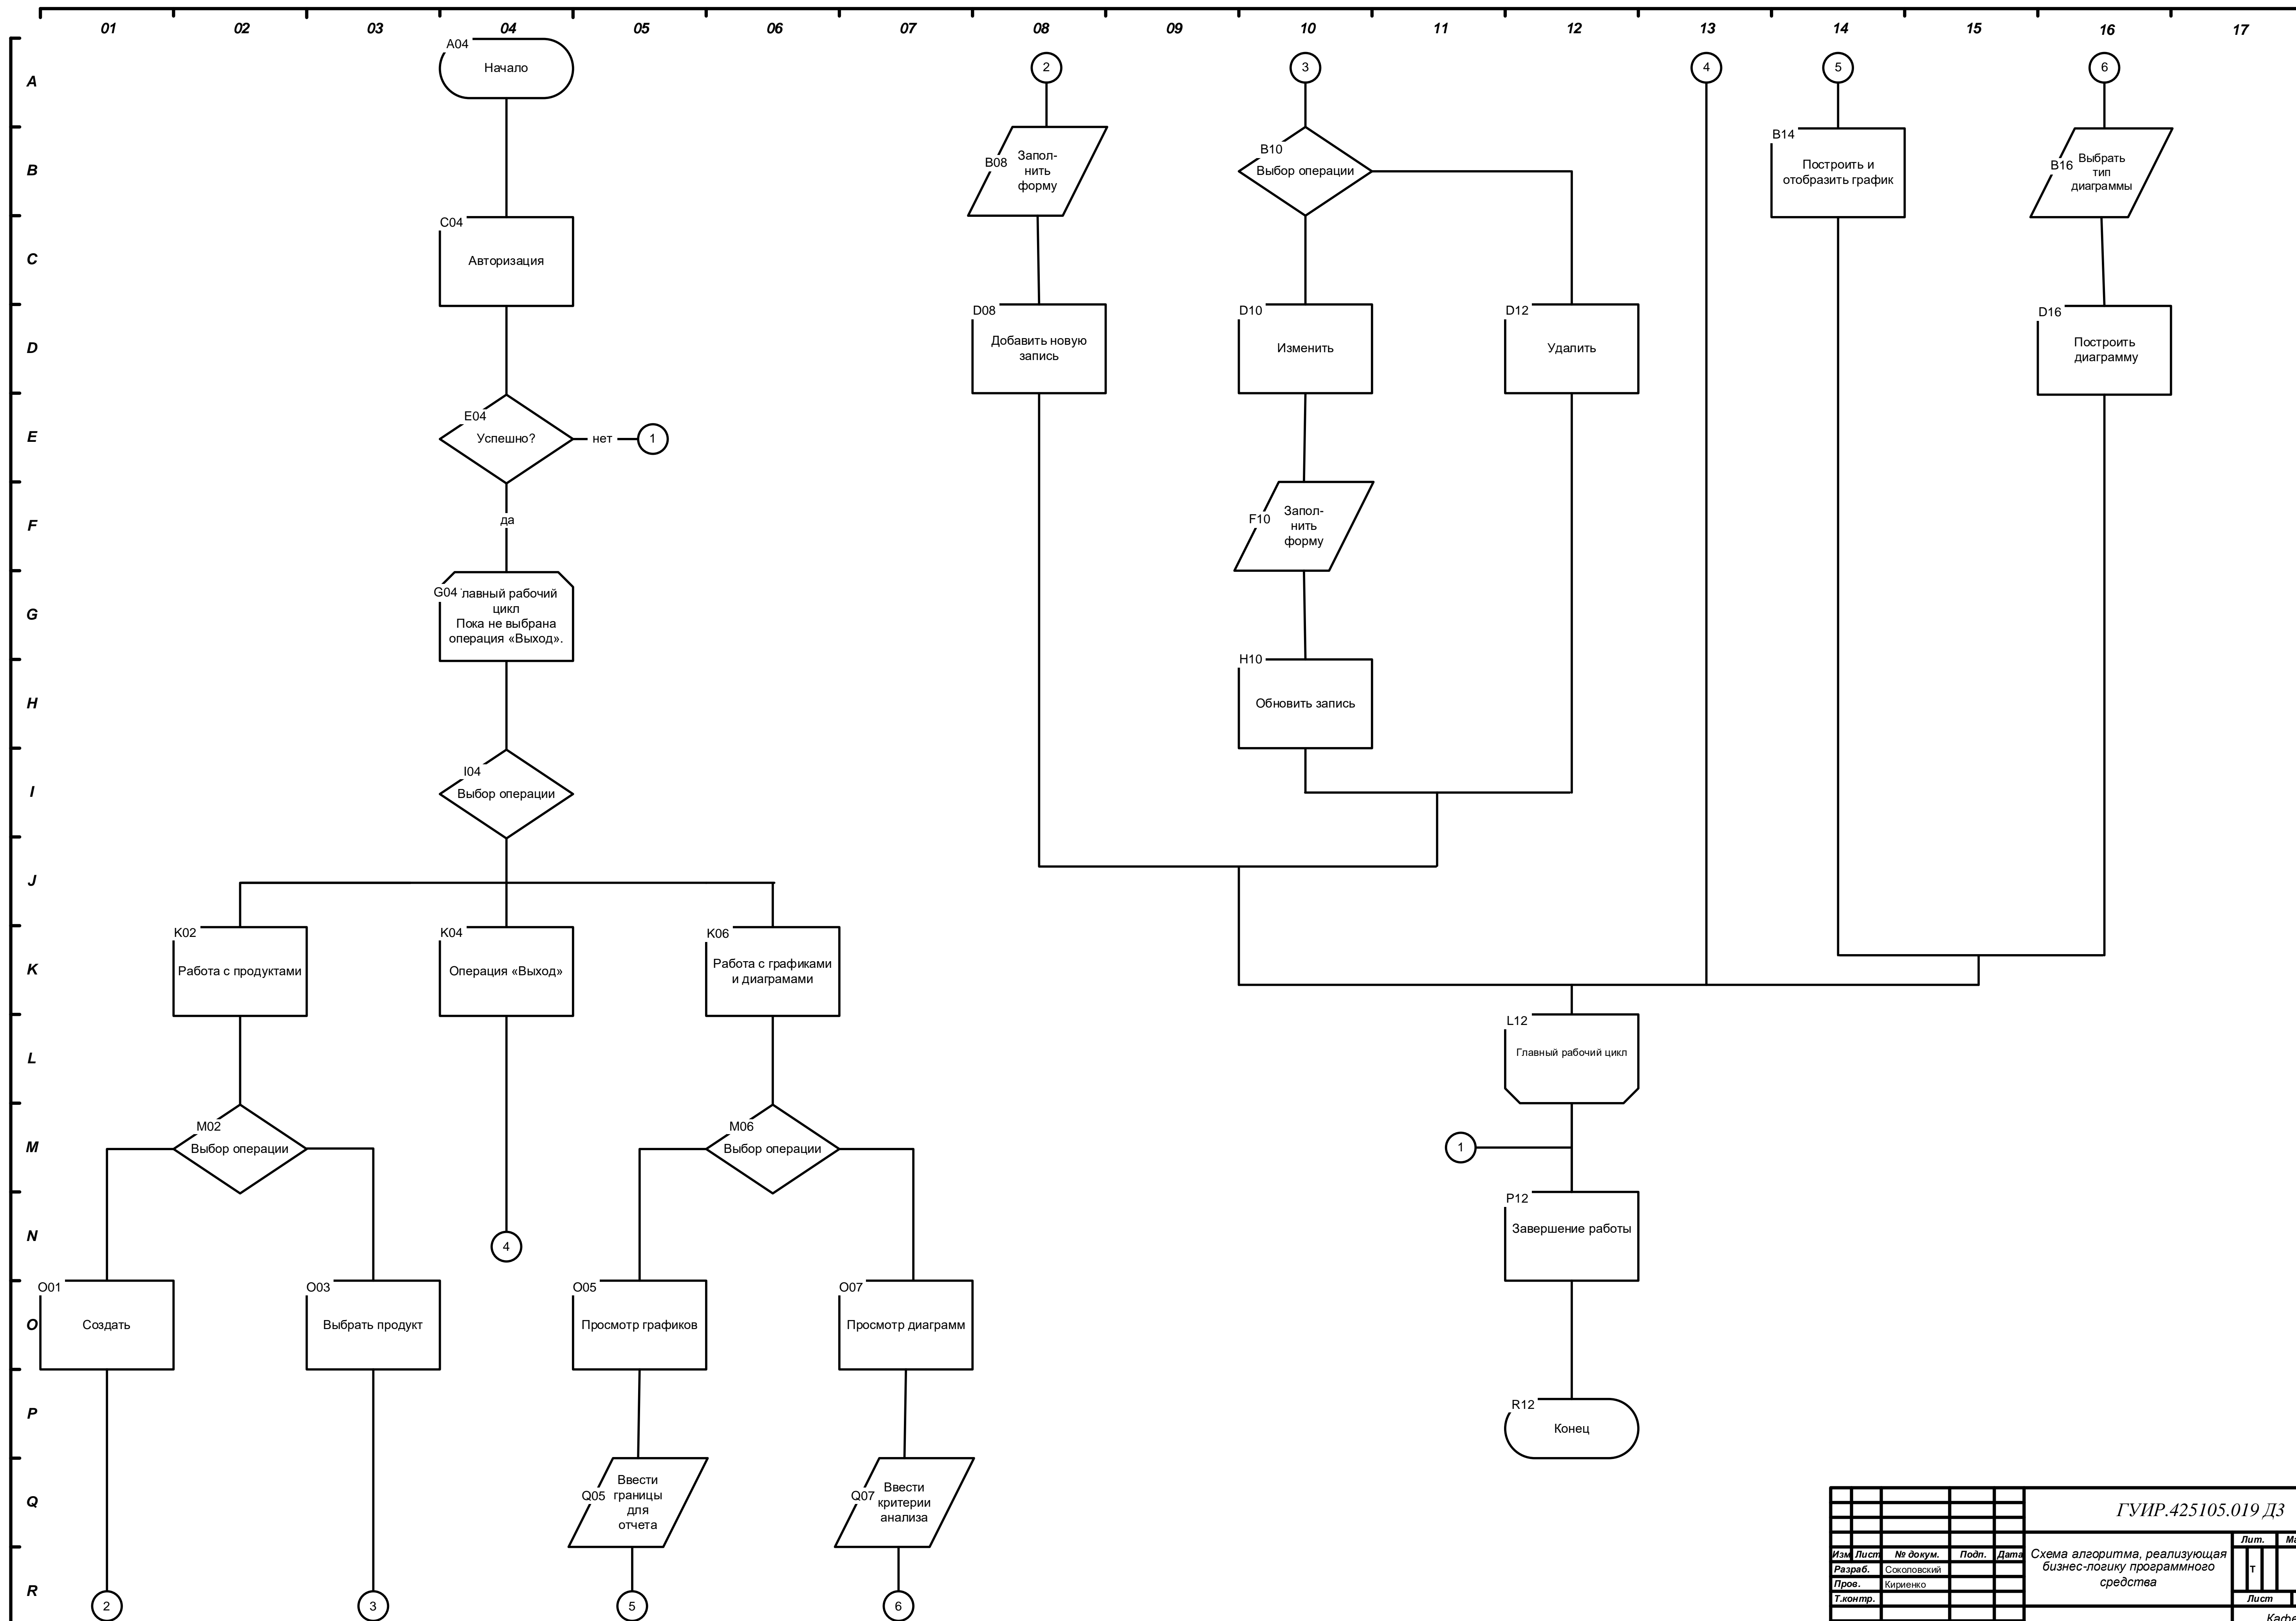 01 02 03 04 05 06 07 08 09 10 11 12 13 14 15 16 17
A
B
C
D
E
F
G
H
I
J
K
L
M
N
O
P
Q
R
A04
Начало
C04
Авторизация
E04
Успешно?
нет
1
да
G04
лавный рабочий
цикл
Пока не выбрана
операция «Выход».
I04
Выбор операции
K02
Работа с продуктами
K04
Операция «Выход»
K06
Работа с графиками
и диаграмами
M02
Выбор операции
M06
Выбор операции
4
O01
Создать
O03
Выбрать продукт
O05
Просмотр графиков
O07
Просмотр диаграмм
Q05
Ввести
границы
для
отчета
Q07
Ввести
критерии
анализа
2
3
5
6
2
B08
Запол-
нить
форму
D08
Добавить новую
запись
3
B10
Выбор операции
D10
Изменить
D12
Удалить
F10
Запол-
нить
форму
H10
Обновить запись
4
5
B14
Построить и
отобразить график
6
B16
Выбрать
тип
диаграммы
D16
Построить
диаграмму
L12
Главный рабочий цикл
1
P12
Завершение работы
R12
Конец
ГУИР.425105.019 Д3
Изм Лист № докум. Подп. Дата
Разраб. Соколовский
Пров. Кириенко
Т.контр.
Схема алгоритма, реализующая
бизнес-логику программного
средства
Лит.
Т
Лист